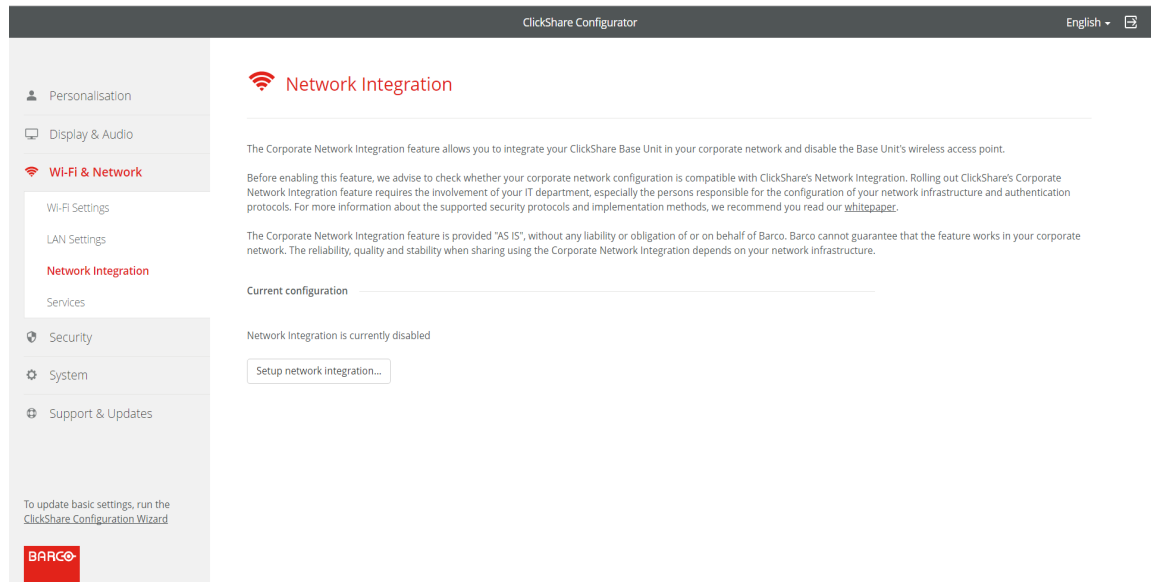 ClickShare Configurator
English
Personalisation
Display & Audio
Wi-Fi & Network
Wi-Fi Settings
LAN Settings
Network Integration
Services
Security
System
Support & Updates
To update basic settings, run the
ClickShare Configuration Wizard
BARCO
Network Integration
The Corporate Network Integration feature allows you to integrate your ClickShare Base Unit in your corporate network and disable the Base Unit's wireless access point.
Before enabling this feature, we advise to check whether your corporate network configuration is compatible with ClickShare's Network Integration. Rolling out ClickShare's Corporate
Network Integration feature requires the involvement of your IT department, especially the persons responsible for the configuration of your network infrastructure and authentication
protocols. For more information about the supported security protocols and implementation methods, we recommend you read our whitepaper.
The Corporate Network Integration feature is provided "AS IS", without any liability or obligation of or on behalf of Barco. Barco cannot guarantee that the feature works in your corporate
network. The reliability, quality and stability when sharing using the Corporate Network Integration depends on your network infrastructure.
Current configuration
Network Integration is currently disabled
Setup network integration...